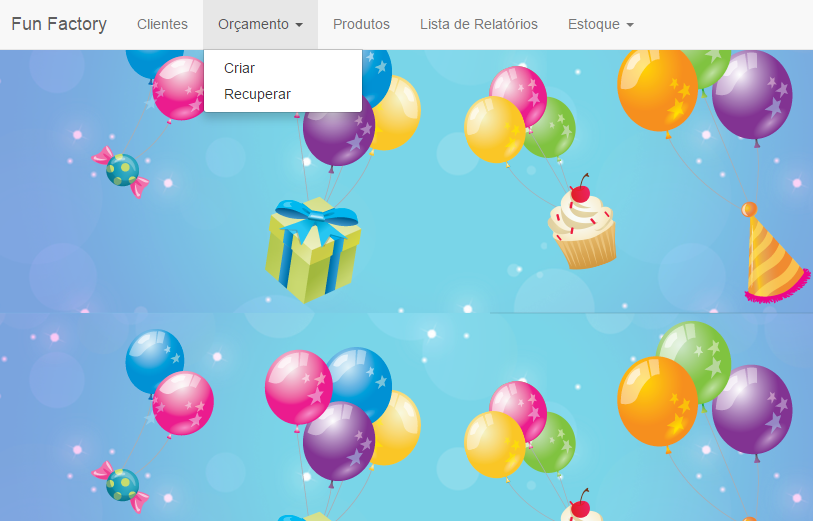 Fun Factory Clientes Orçamento Produtos Lista de Relatórios Estoque
Criar
Recuperar